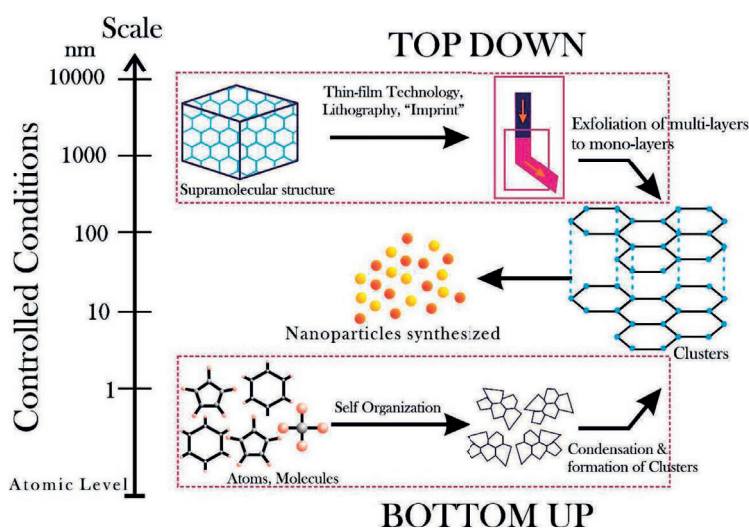 Scale
nm
TOP DOWN
10000
Thin-film Technology,
Lithography, “Imprint”
Exfoliation of multi-layers
to mono-layers
1000
Supramolecular structure
Controlled Conditions
100
10
Nanoparticles synthesized
Clusters
1
Self Organization
Condensation &
formation of Clusters
Atoms, Molecules
Atomic Level
BOTTOM UP